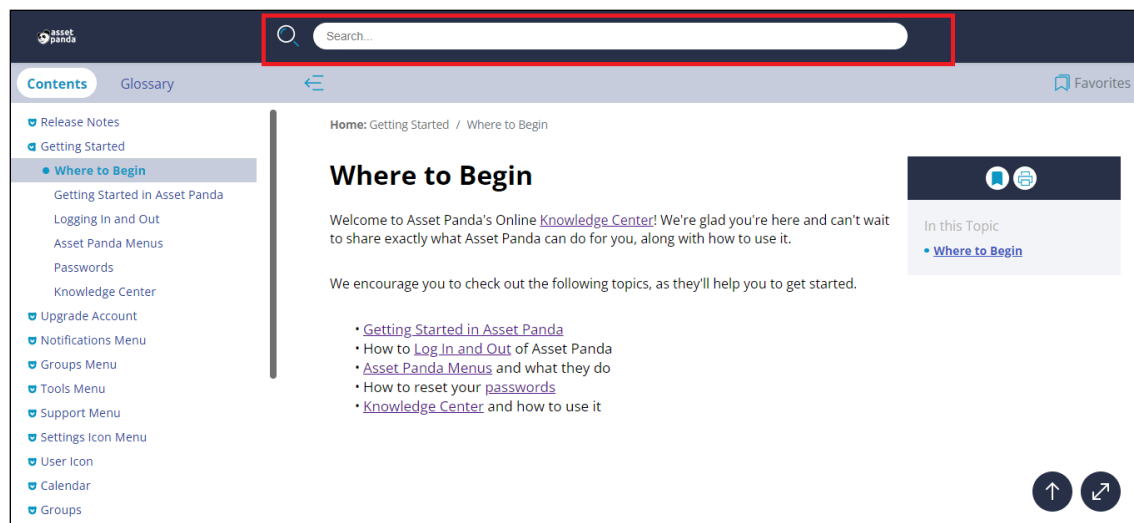 asset
panda
Search...
Contents
Glossary
Favorites
Release Notes
Getting Started
Where to Begin
Getting Started in Asset Panda
Logging In and Out
Asset Panda Menus
Passwords
Knowledge Center
Upgrade Account
Notifications Menu
Groups Menu
Tools Menu
Support Menu
Settings Icon Menu
User Icon
Calendar
Groups
Home: Getting Started / Where to Begin
Where to Begin
Welcome to Asset Panda's Online Knowledge Center! We're glad you're here and can't wait
to share exactly what Asset Panda can do for you, along with how to use it.
We encourage you to check out the following topics, as they'll help you to get started.
• Getting Started in Asset Panda
• How to Log In and Out of Asset Panda
• Asset Panda Menus and what they do
• How to reset your passwords
• Knowledge Center and how to use it
In this Topic
• Where to Begin